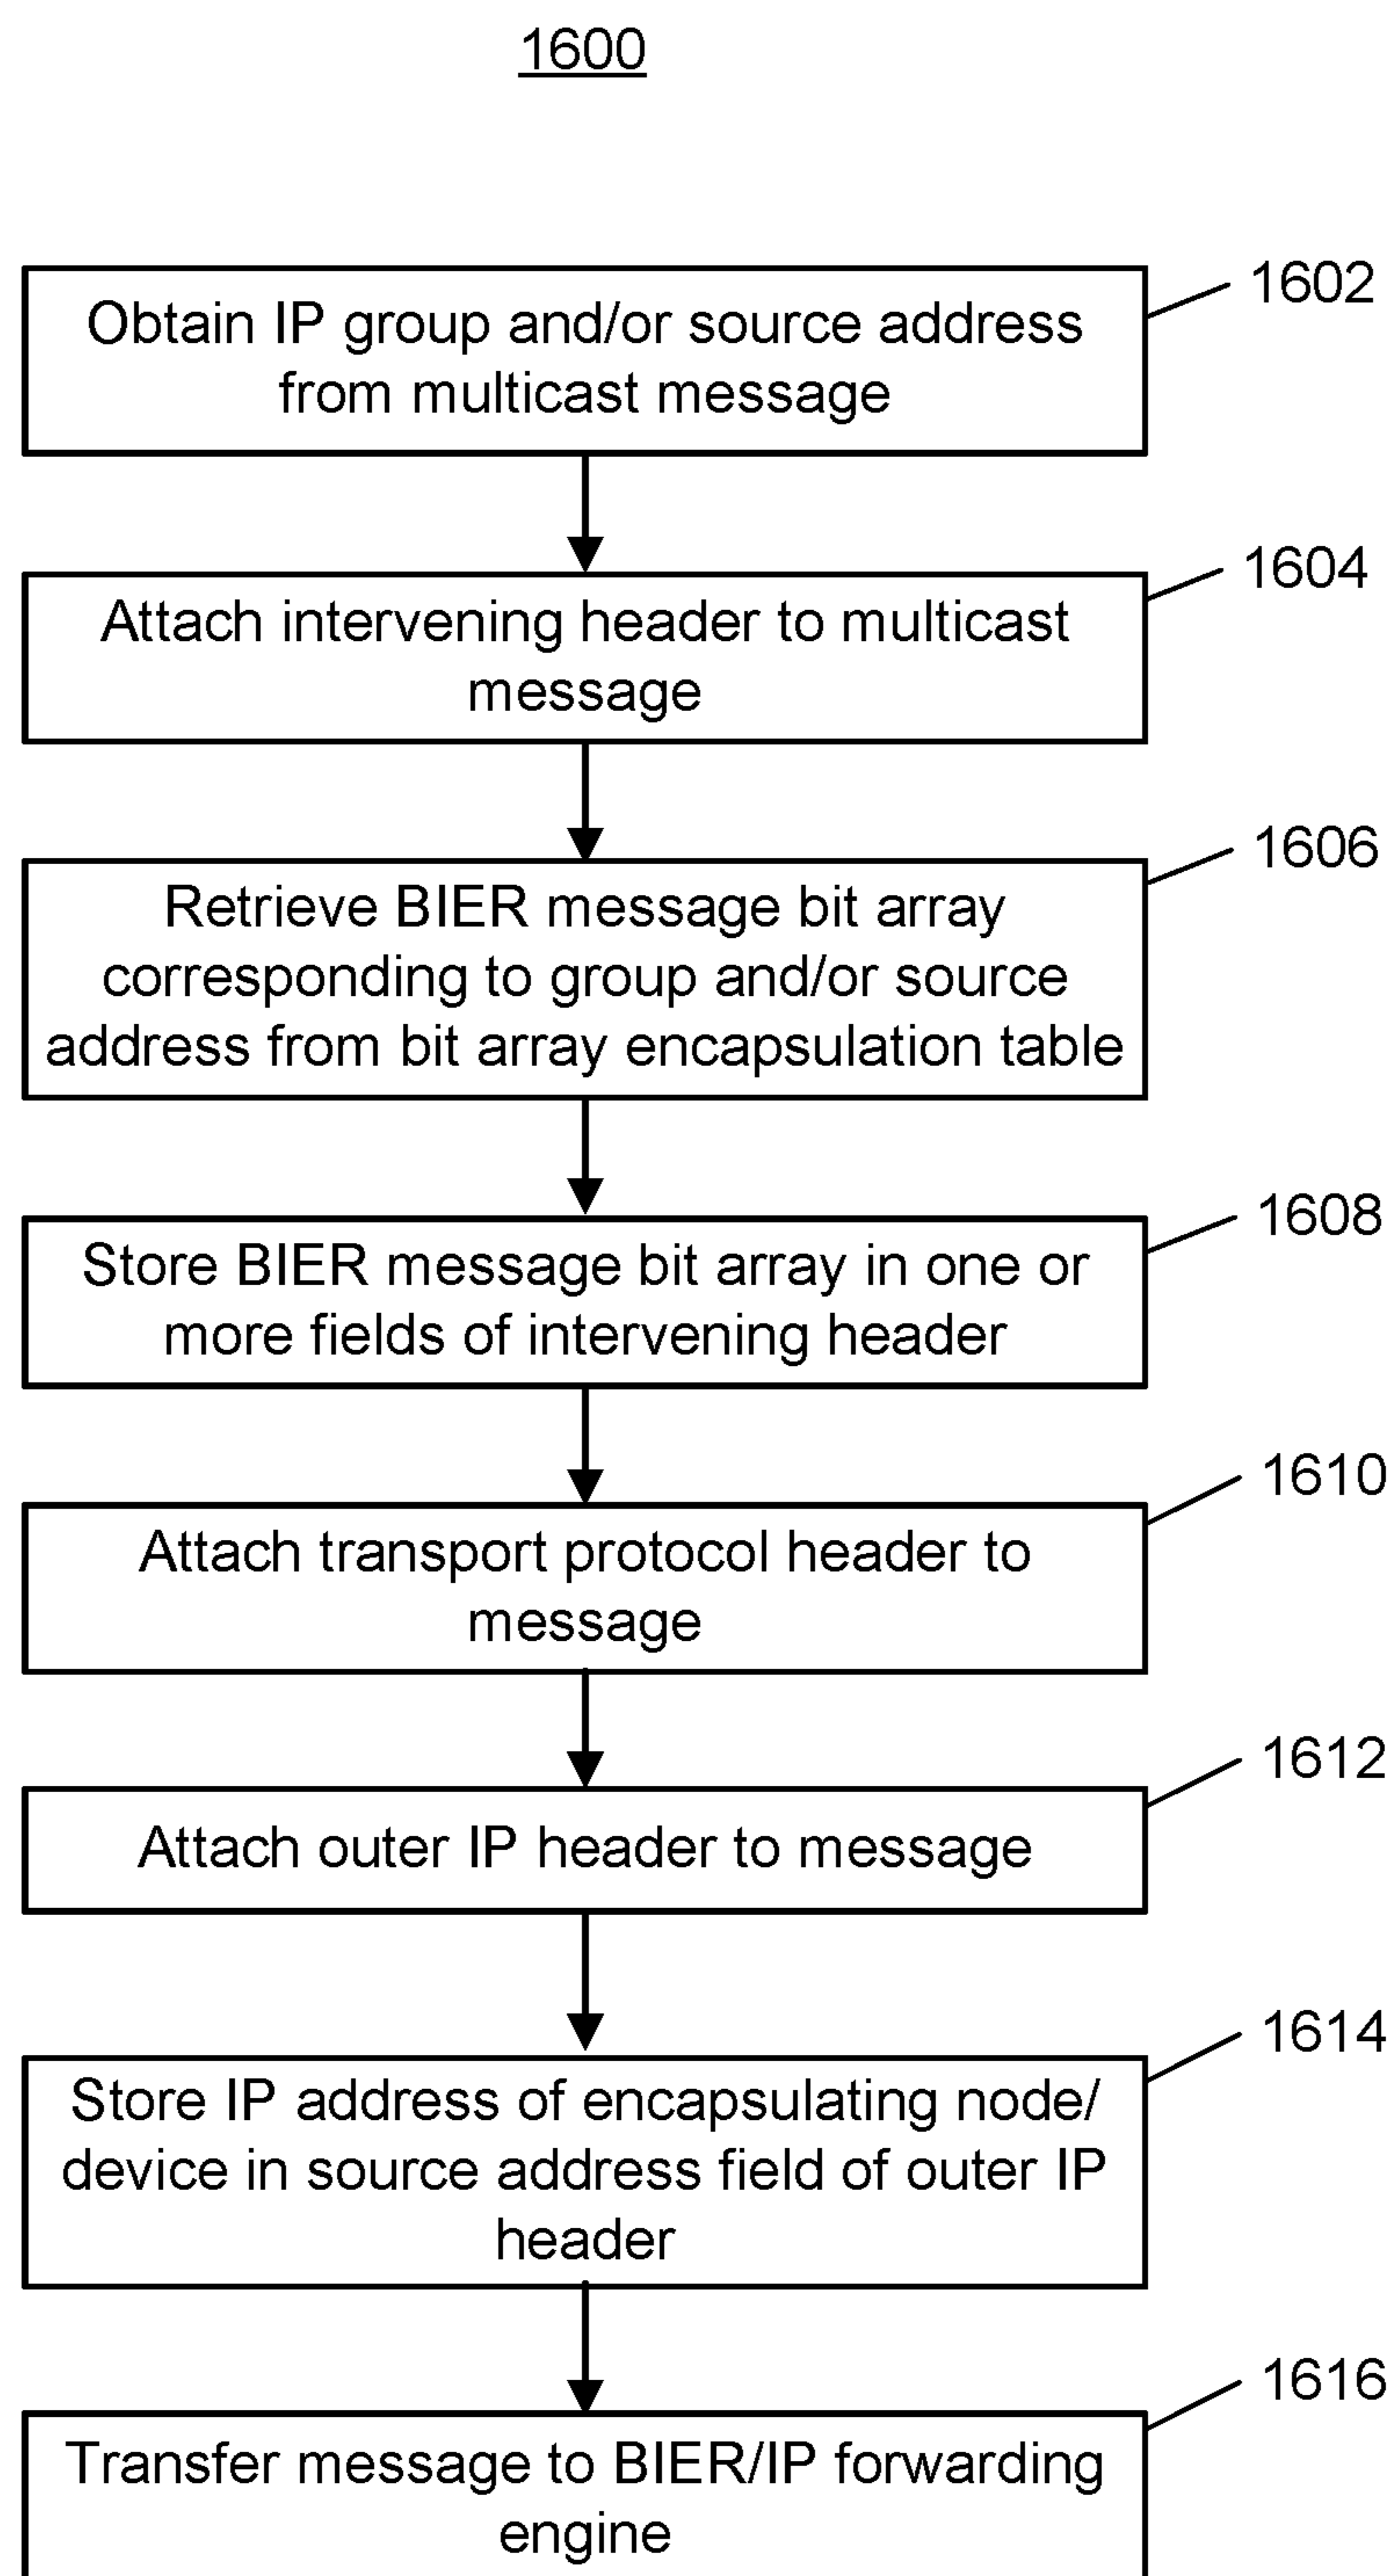 1600
Obtain IP group and/or source address
from multicast message
1602
Attach intervening header to multicast
message
1604
Retrieve BIER message bit array
corresponding to group and/or source
address from bit array encapsulation table
1606
Store BIER message bit array in one or
more fields of intervening header
1608
Attach transport protocol header to
message
1610
Attach outer IP header to message
1612
Store IP address of encapsulating node/
device in source address field of outer IP
header
1614
Transfer message to BIER/IP forwarding
engine
1616